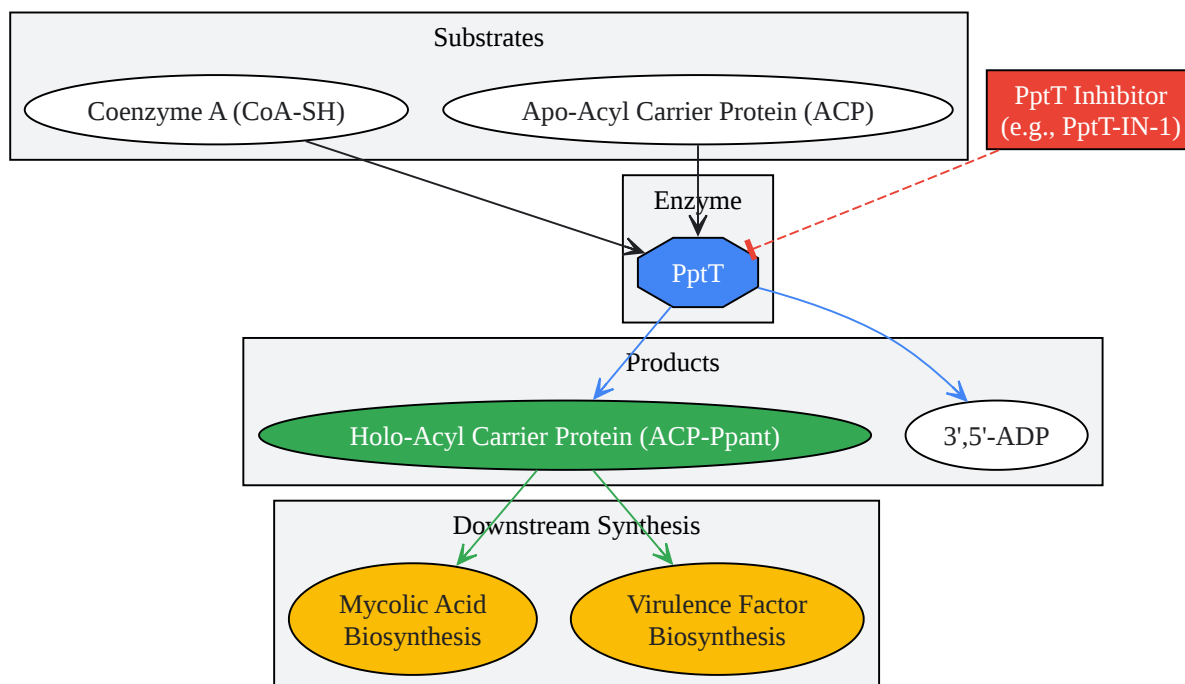 Substrates
Coenzyme A (CoA-SH)
Apo-Acyl Carrier Protein (ACP)
PptT Inhibitor
(e.g., PptT-IN-1)
Enzyme
PptT
Products
Holo-Acyl Carrier Protein (ACP-Ppant)
3',5'-ADP
Downstream Synthesis
Mycolic Acid
Biosynthesis
Virulence Factor
Biosynthesis